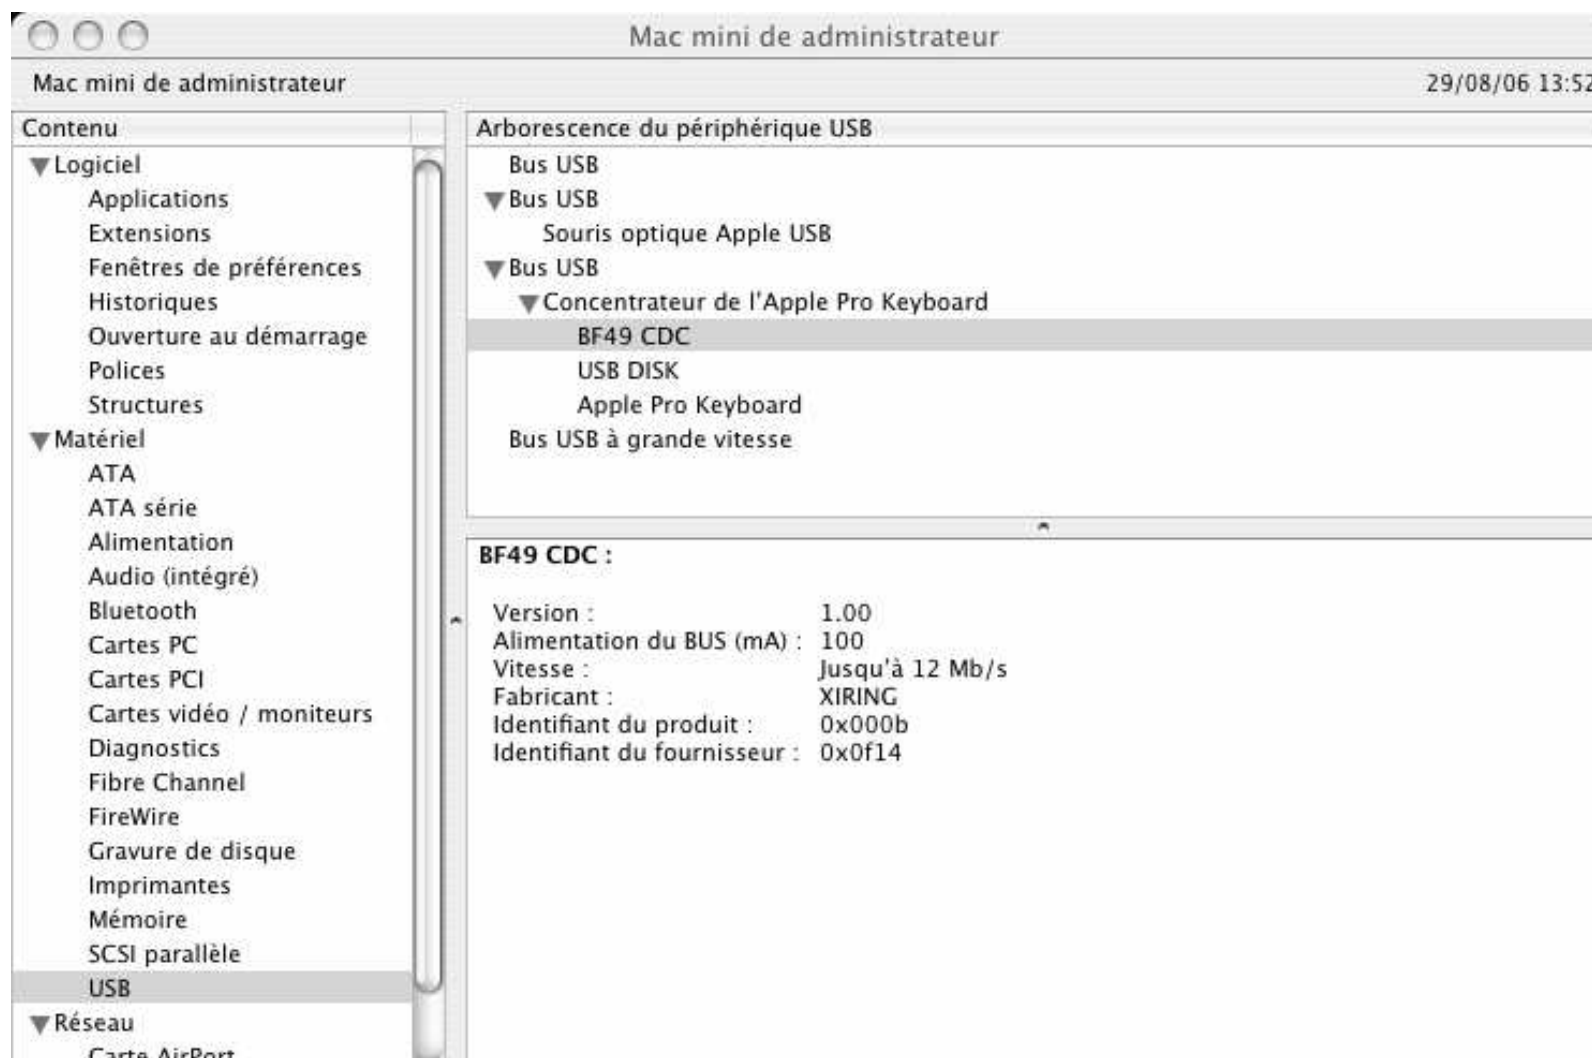 Mac mini de administrateur
Mac mini de administrateur 29/08/06 13:52
Contenu
Logiciel
Applications
Extensions
Fenêtres de préférences
Historiques
Ouverture au démarrage
Polices
Structures
Matériel
ATA
ATA série
Alimentation
Audio (intégré)
Bluetooth
Cartes PC
Cartes PCI
Cartes vidéo / moniteurs
Diagnostics
Fibre Channel
FireWire
Gravure de disque
Imprimantes
Mémoire
SCSI parallèle
USB
Réseau
Carte AirPort
Arborescence du périphérique USB
Bus USB
Bus USB
Souris optique Apple USB
Bus USB
Concentrateur de l'Apple Pro Keyboard
BF49 CDC
USB DISK
Apple Pro Keyboard
Bus USB à grande vitesse
BF49 CDC :
Version : 1.00
Alimentation du BUS (mA) : 100
Vitesse : Jusqu'à 12 Mb/s
Fabricant : XIRING
Identifiant du produit : 0x000b
Identifiant du fournisseur : 0x0f14